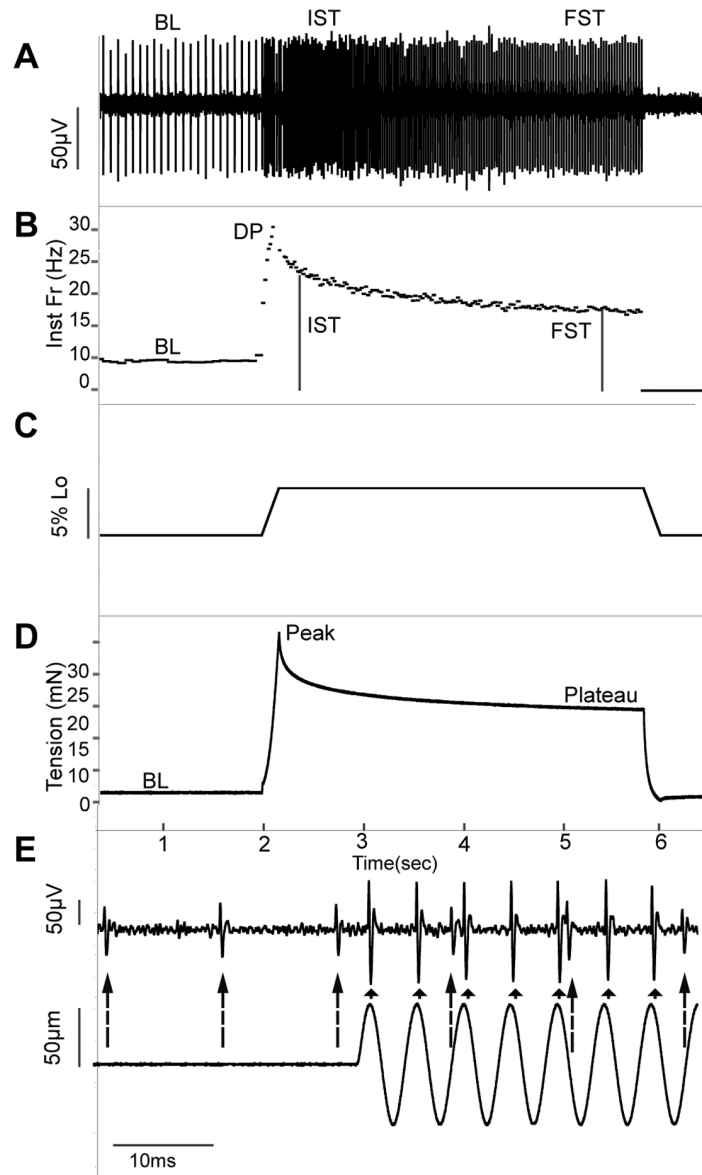 BL IST FST
A
50μV
B
30
25
20
15
10
0
Inst Fr (Hz)
DP
BL
IST
FST
C
5% Lo
D
30
25
20
15
10
0
Tension (mN)
Peak
Plateau
BL
1 2 3 4 5 6
Time(sec)
E
50μV
50μm
10ms